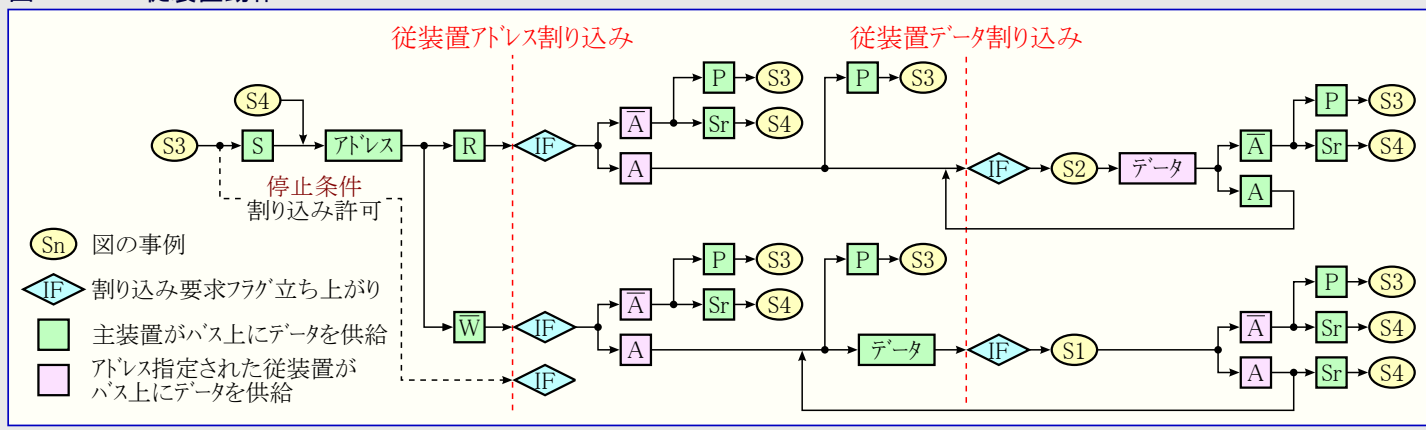 従装置アドレス割り込み 従装置データ割り込み
P S3 P S3 P S3
S4 A Sr S4 A Sr S4
S3 S アドレス R IF A IF S2 データ A
停止条件
割り込み許可
Sn 図の事例
P S3 P S3 P S3
IF 割り込み要求フラグ立ち上がり
A Sr S4 A Sr S4
主装置がバス上にデータを供給
W IF A データ IF S1 A Sr S4
アドレス指定された従装置が
バス上にデータを供給
IF